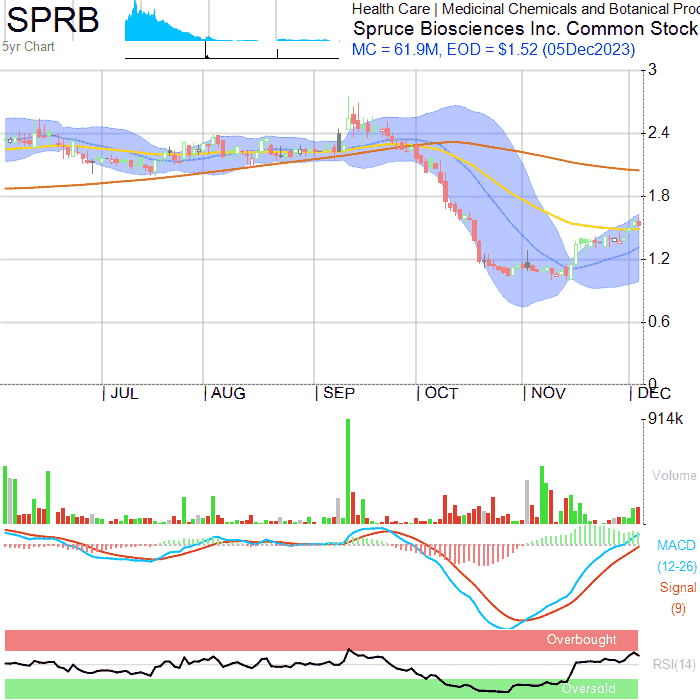 SPRB
Health Care | Medicinal Chemicals and Botanical Proc
Spruce Biosciences Inc. Common Stock
5yr Chart
MC = 61.9M, EOD = $1.52 (05Dec2023)
3
2.4
1.8
1.2
0.6
0
JUL
AUG
SEP
OCT
NOV
DEC
914k
Volume
MACD
(12-26)
Signal
(9)
Overbought
RSI(14)
Oversold